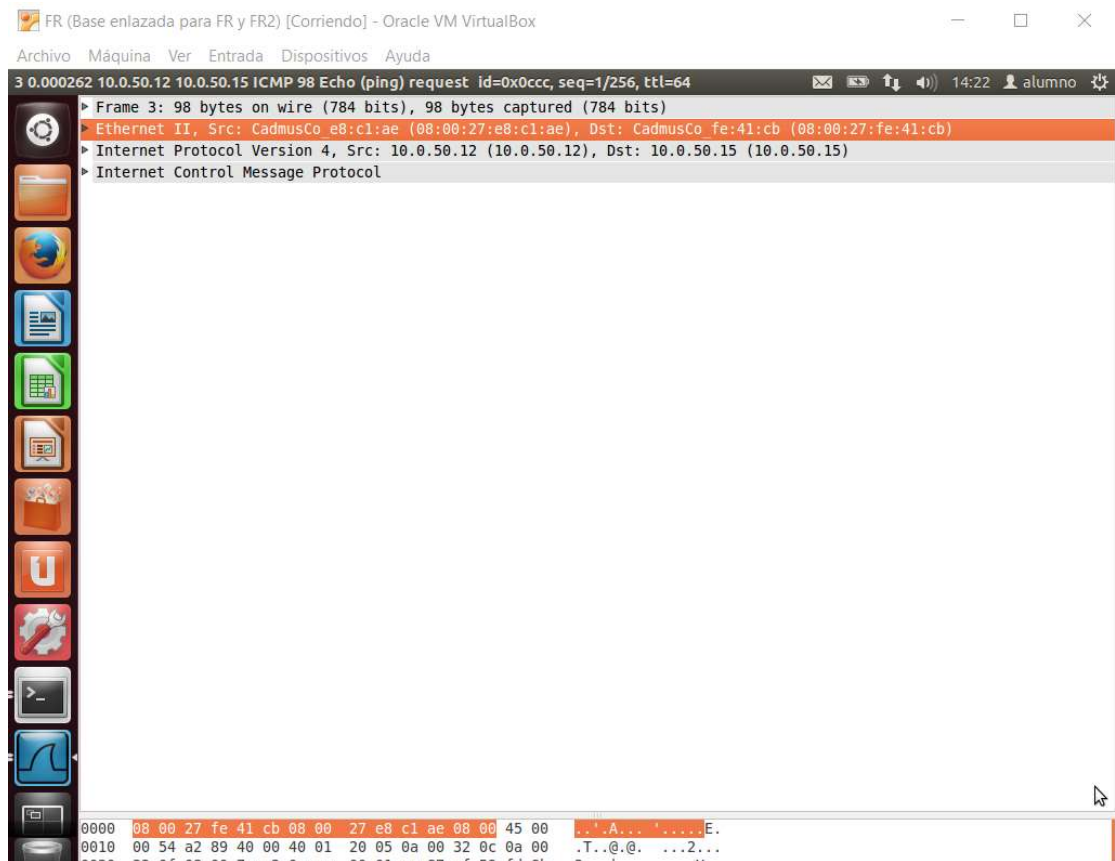 FR (Base enlazada para FR y FR2) [Corriendo] - Oracle VM VirtualBox
Archivo Máquina Ver Entrada Dispositivos Ayuda
3 0.000262 10.0.50.12 10.0.50.15 ICMP 98 Echo (ping) request id=0x0ccc, seq=1/256, ttl=64 14:22 alumno
Frame 3: 98 bytes on wire (784 bits), 98 bytes captured (784 bits)
Ethernet II, Src: CadmusCo_e8:c1:ae (08:00:27:e8:c1:ae), Dst: CadmusCo_fe:41:cb (08:00:27:fe:41:cb)
Internet Protocol Version 4, Src: 10.0.50.12 (10.0.50.12), Dst: 10.0.50.15 (10.0.50.15)
Internet Control Message Protocol
0000 08 00 27 fe 41 cb 08 00 27 e8 c1 ae 08 00 45 00 ..'.A... '.....E.
0010 00 54 a2 89 40 00 40 01 20 05 0a 00 32 0c 0a 00 .T..@.@. ...2...